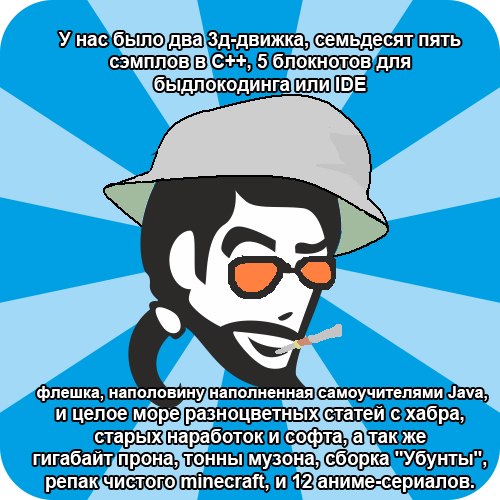 У нас было два 3д-движка, семьдесят пять
сэмплов в С++, 5 блокнотов для
быдлокодинга или IDE
флешка, наполовину наполненная самоучителями Java,
и целое море разноцветных статей с хабра,
старых наработок и софта, а так же
гигабайт прона, тонны музона, сборка "Убунты",
репак чистого minecraft, и 12 аниме-сериалов.